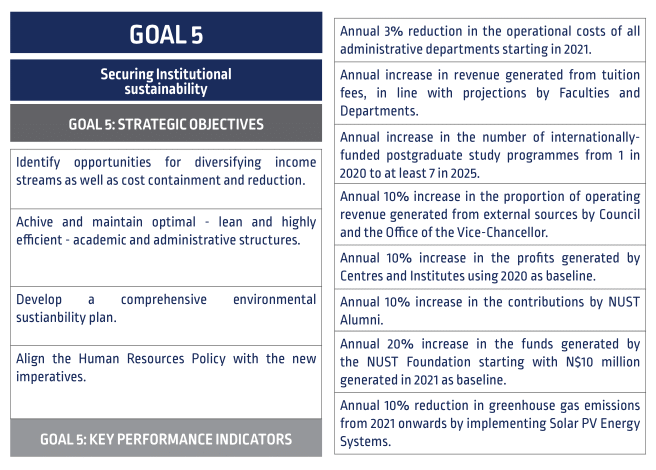 GOAL 5
Securing Institutional
sustainability
GOAL 5: STRATEGIC OBJECTIVES
Identify opportunities for diversifying income
streams as well as cost containment and reduction.
Achive and maintain optimal - lean and highly
efficient - academic and administrative structures.
Develop a comprehensive environmental
sustianbility plan.
Align the Human Resources Policy with the new
imperatives.
GOAL 5: KEY PERFORMANCE INDICATORS
Annual 3% reduction in the operational costs of all
administrative departments starting in 2021.
Annual increase in revenue generated from tuition
fees, in line with projections by Faculties and
Departments.
Annual increase in the number of internationally-
funded postgraduate study programmes from 1 in
2020 to at least 7 in 2025.
Annual 10% increase in the proportion of operating
revenue generated from external sources by Council
and the Office of the Vice-Chancellor.
Annual 10% increase in the profits generated by
Centres and Institutes using 2020 as baseline.
Annual 10% increase in the contributions by NUST
Alumni.
Annual 20% increase in the funds generated by
the NUST Foundation starting with N$10 million
generated in 2021 as baseline.
Annual 10% reduction in greenhouse gas emissions
from 2021 onwards by implementing Solar PV Energy
Systems.